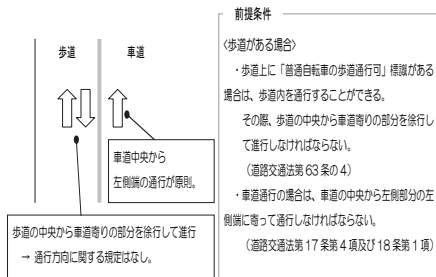 歩道
車道
車道中央から
左側端の通行が原則。
歩道の中央から車道寄りの部分を徐行して進行
→ 通行方向に関する規定はなし。
前提条件
〈歩道がある場合〉
・歩道上に「普通自転車の歩道通行可」標識がある
場合は、歩道内を通行することができる。
その際、歩道の中央から車道寄りの部分を徐行し
て進行しなければならない。
（道路交通法第63条の4）
・車道通行の場合は、車道の中央から左側部分の左
側端に寄って通行しなければならない。
（道路交通法第17条第4項及び18条第1項）